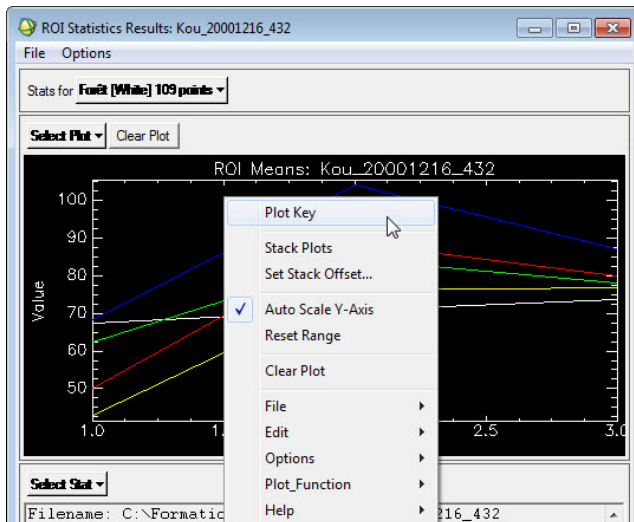 ROI Statistics Results: Kou_20001216_432
File Options
Stats for Forêt [White] 109 points
Select Plot Clear Plot
ROI Means: Kou_20001216_432
100
90
80
70
60
50
Value
1.0
2.5
3.0
Plot Key
Stack Plots
Set Stack Offset...
Auto Scale Y-Axis
Reset Range
Clear Plot
File
Edit
Options
Plot_Function
Help
Select Stat
Filename: C:\Formatic 216_432